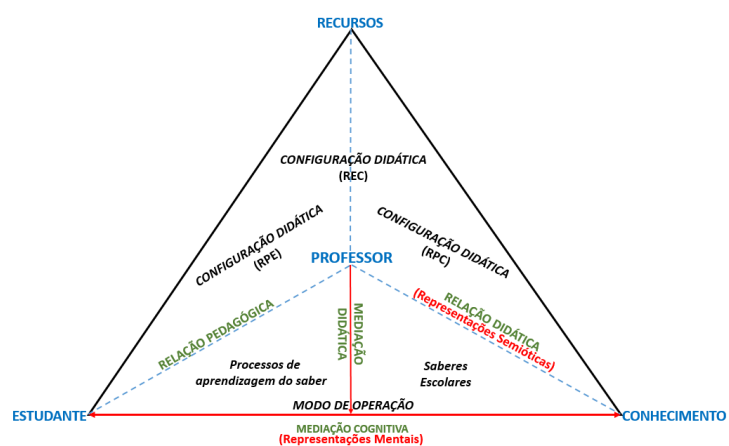 RECURSOS
CONFIGURAÇÃO DIDÁTICA
(REC)
CONFIGURAÇÃO DIDÁTICA
(RPE)
CONFIGURAÇÃO DIDÁTICA
(RPC)
PROFESSOR
RELAÇÃO PEDAGÓGICA
MEDIAÇÃO
DIDÁTICA
RELAÇÃO DIDÁTICA
(Representações Semióticas)
Processos de
aprendizagem do saber
Saberes
Escolares
MODO DE OPERAÇÃO
ESTUDANTE
CONHECIMENTO
MEDIAÇÃO COGNITIVA
(Representações Mentais)